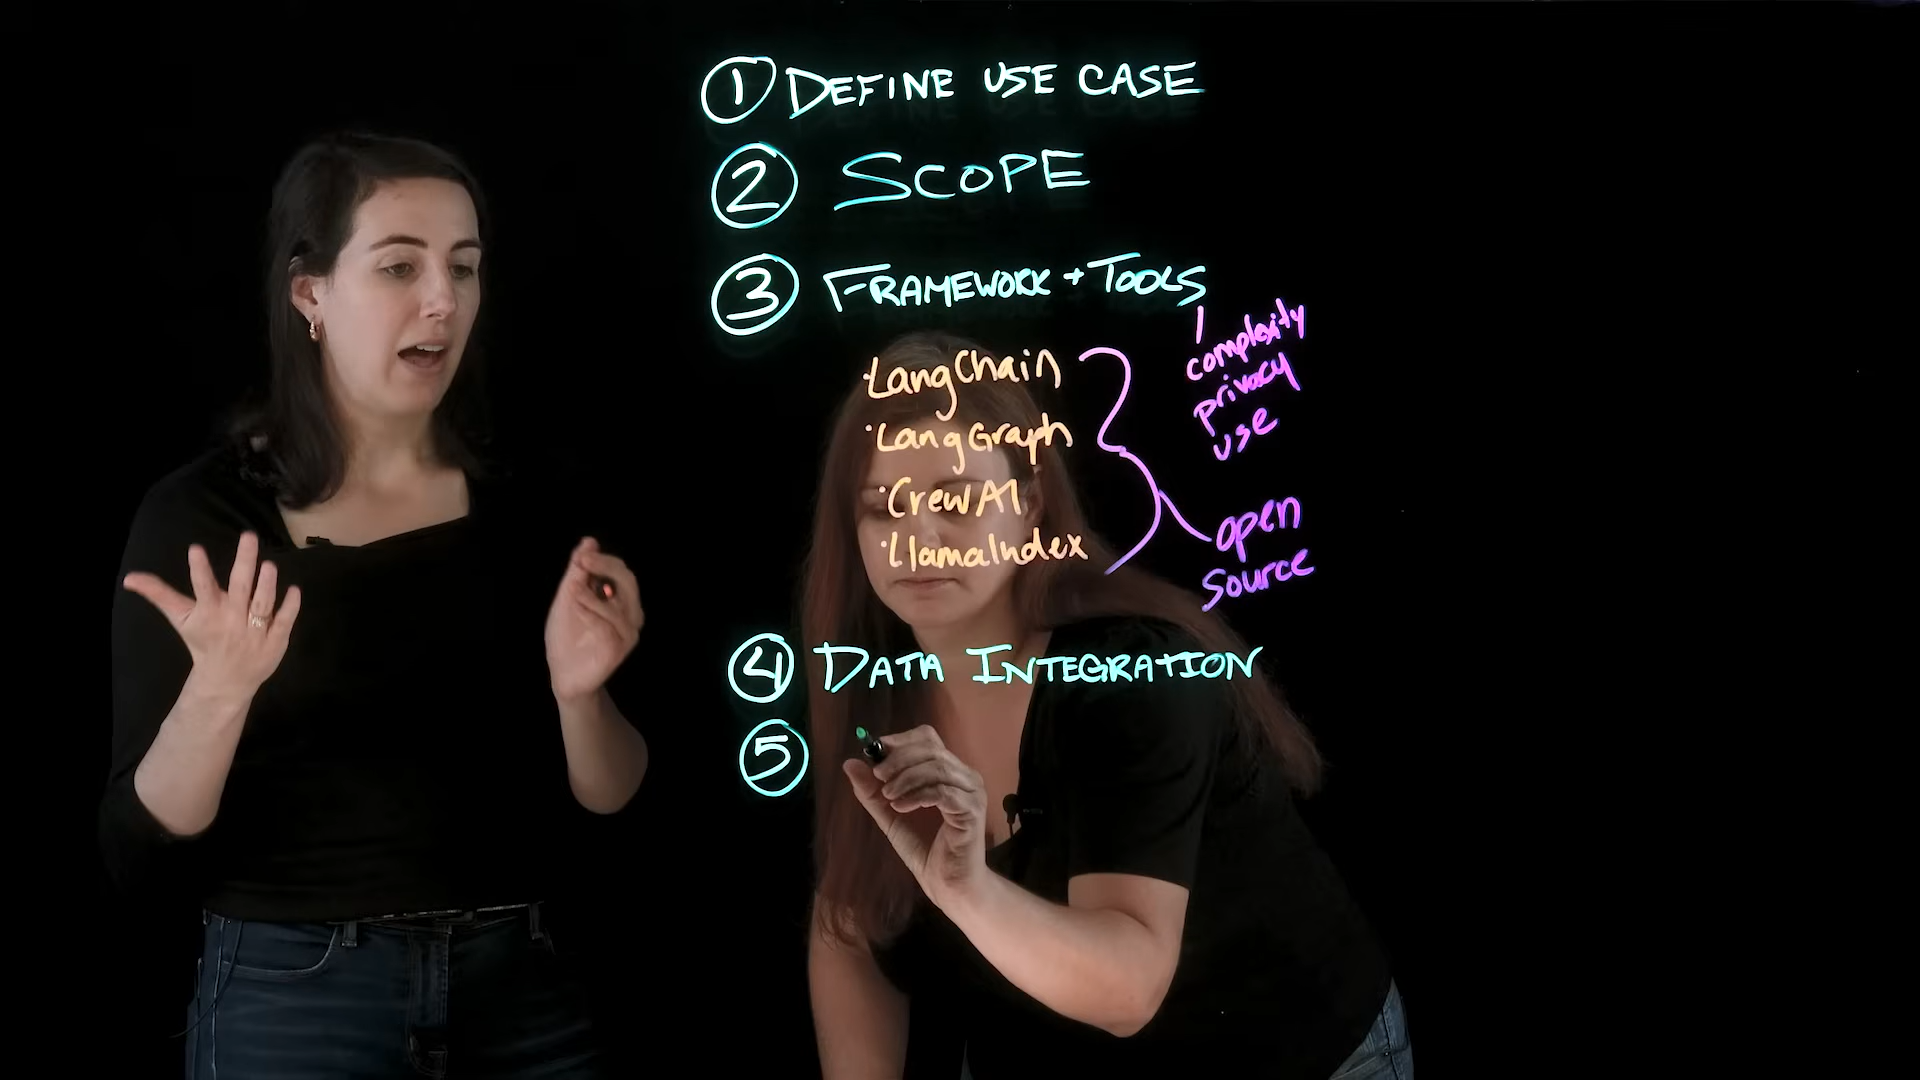 ① DEFINE USE CASE
② SCOPE
③ FRAMEWORK + TOOLS
complexity
privacy
use
· LangChain
· LangGraph
· CrewAI
· LlamaIndex
open
source
④ DATA INTEGRATION
⑤